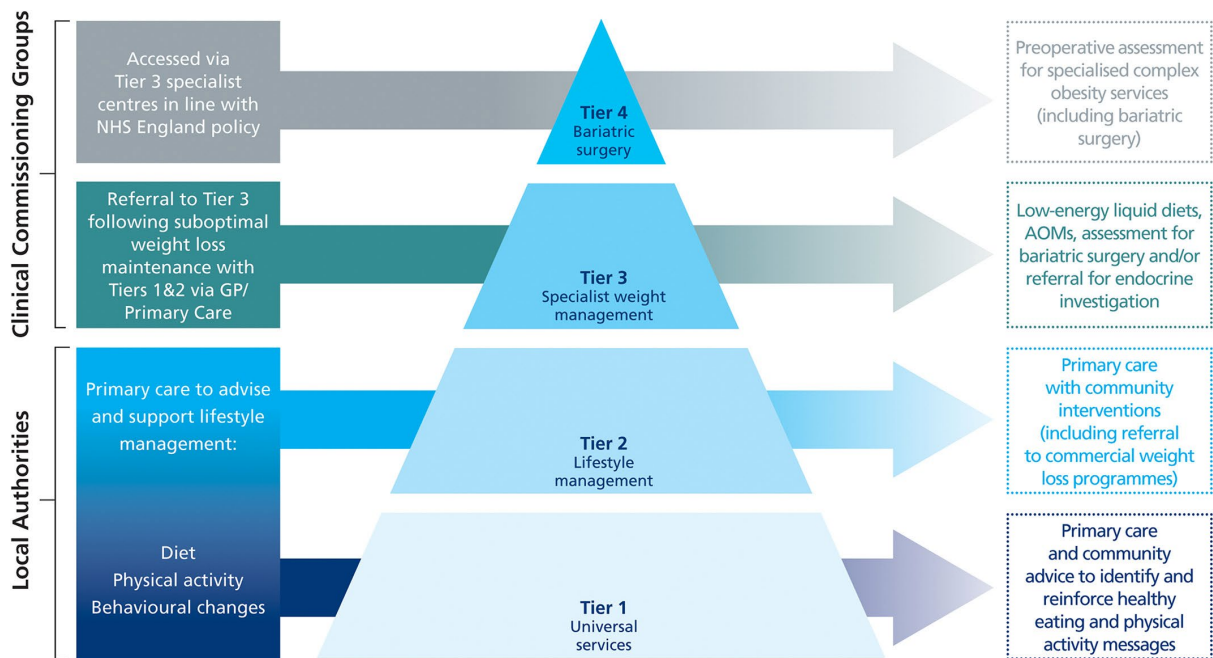 Clinical Commissioning Groups
Accessed via
Tier 3 specialist
centres in line with
NHS England policy
Tier 4
Bariatric
surgery
Preoperative assessment
for specialised complex
obesity services
(including bariatric
surgery)
Referral to Tier 3
following suboptimal
weight loss
maintenance with
Tiers 1&2 via GP/
Primary Care
Tier 3
Specialist weight
management
Low-energy liquid diets,
AOMs, assessment for
bariatric surgery and/or
referral for endocrine
investigation
Local Authorities
Primary care to advise
and support lifestyle
management:
Diet
Physical activity
Behavioural changes
Tier 2
Lifestyle
management
Primary care
with community
interventions
(including referral
to commercial weight
loss programmes)
Tier 1
Universal
services
Primary care
and community
advice to identify and
reinforce healthy
eating and physical
activity messages